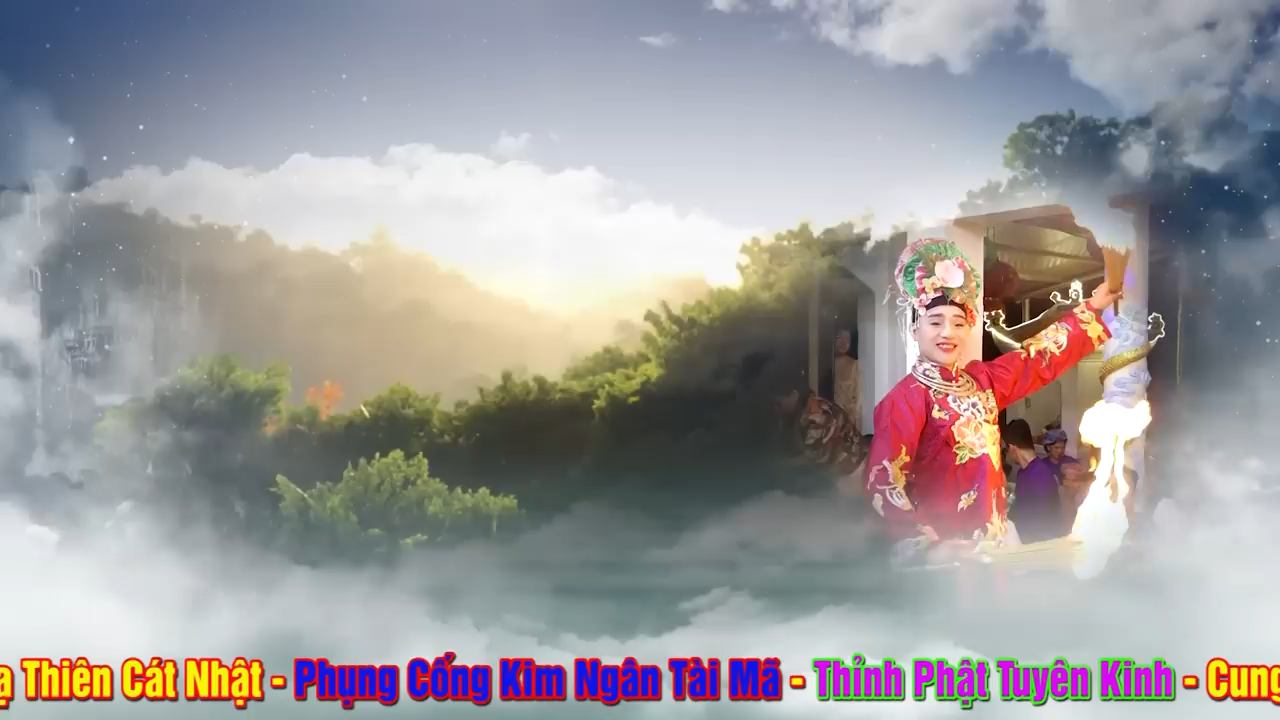 Thiên Cát Nhật - Phụng Cống Kim Ngân Tài Mã - Thỉnh Phật Tuyên Kinh - Cung